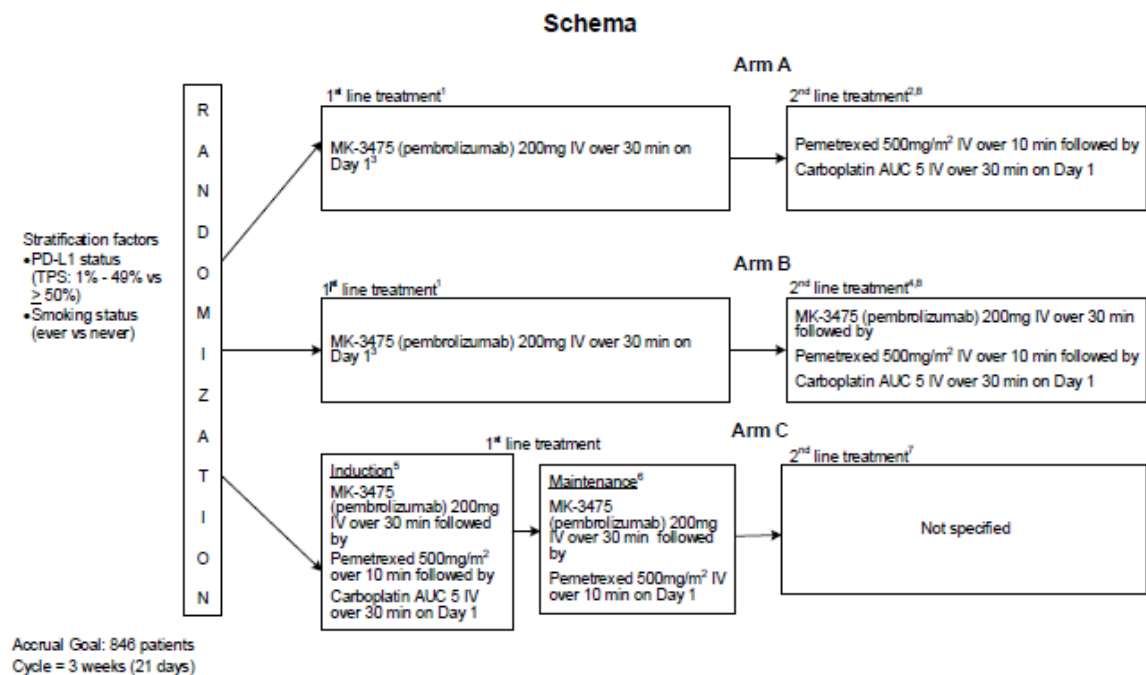 Schema
Stratification factors
•PD-L1 status
(TPS: 1% - 49% vs
≥ 50%)
•Smoking status
(ever vs never)
R
A
N
D
O
M
I
Z
A
T
I
O
N
Arm A
1st line treatment1
MK-3475 (pembrolizumab) 200mg IV over 30 min on
Day 13
2nd line treatment2,8
Pemetrexed 500mg/m2 IV over 10 min followed by
Carboplatin AUC 5 IV over 30 min on Day 1
Arm B
1st line treatment1
MK-3475 (pembrolizumab) 200mg IV over 30 min on
Day 13
2nd line treatment4,8
MK-3475 (pembrolizumab) 200mg IV over 30 min
followed by
Pemetrexed 500mg/m2 IV over 10 min followed by
Carboplatin AUC 5 IV over 30 min on Day 1
Arm C
1st line treatment
Induction5
MK-3475
(pembrolizumab) 200mg
IV over 30 min followed
by
Pemetrexed 500mg/m2
over 10 min followed by
Carboplatin AUC 5 IV
over 30 min on Day 1
Maintenance6
MK-3475
(pembrolizumab) 200mg
IV over 30 min followed
by
Pemetrexed 500mg/m2 IV
over 10 min on Day 1
2nd line treatment7
Not specified
Accrual Goal: 846 patients
Cycle = 3 weeks (21 days)